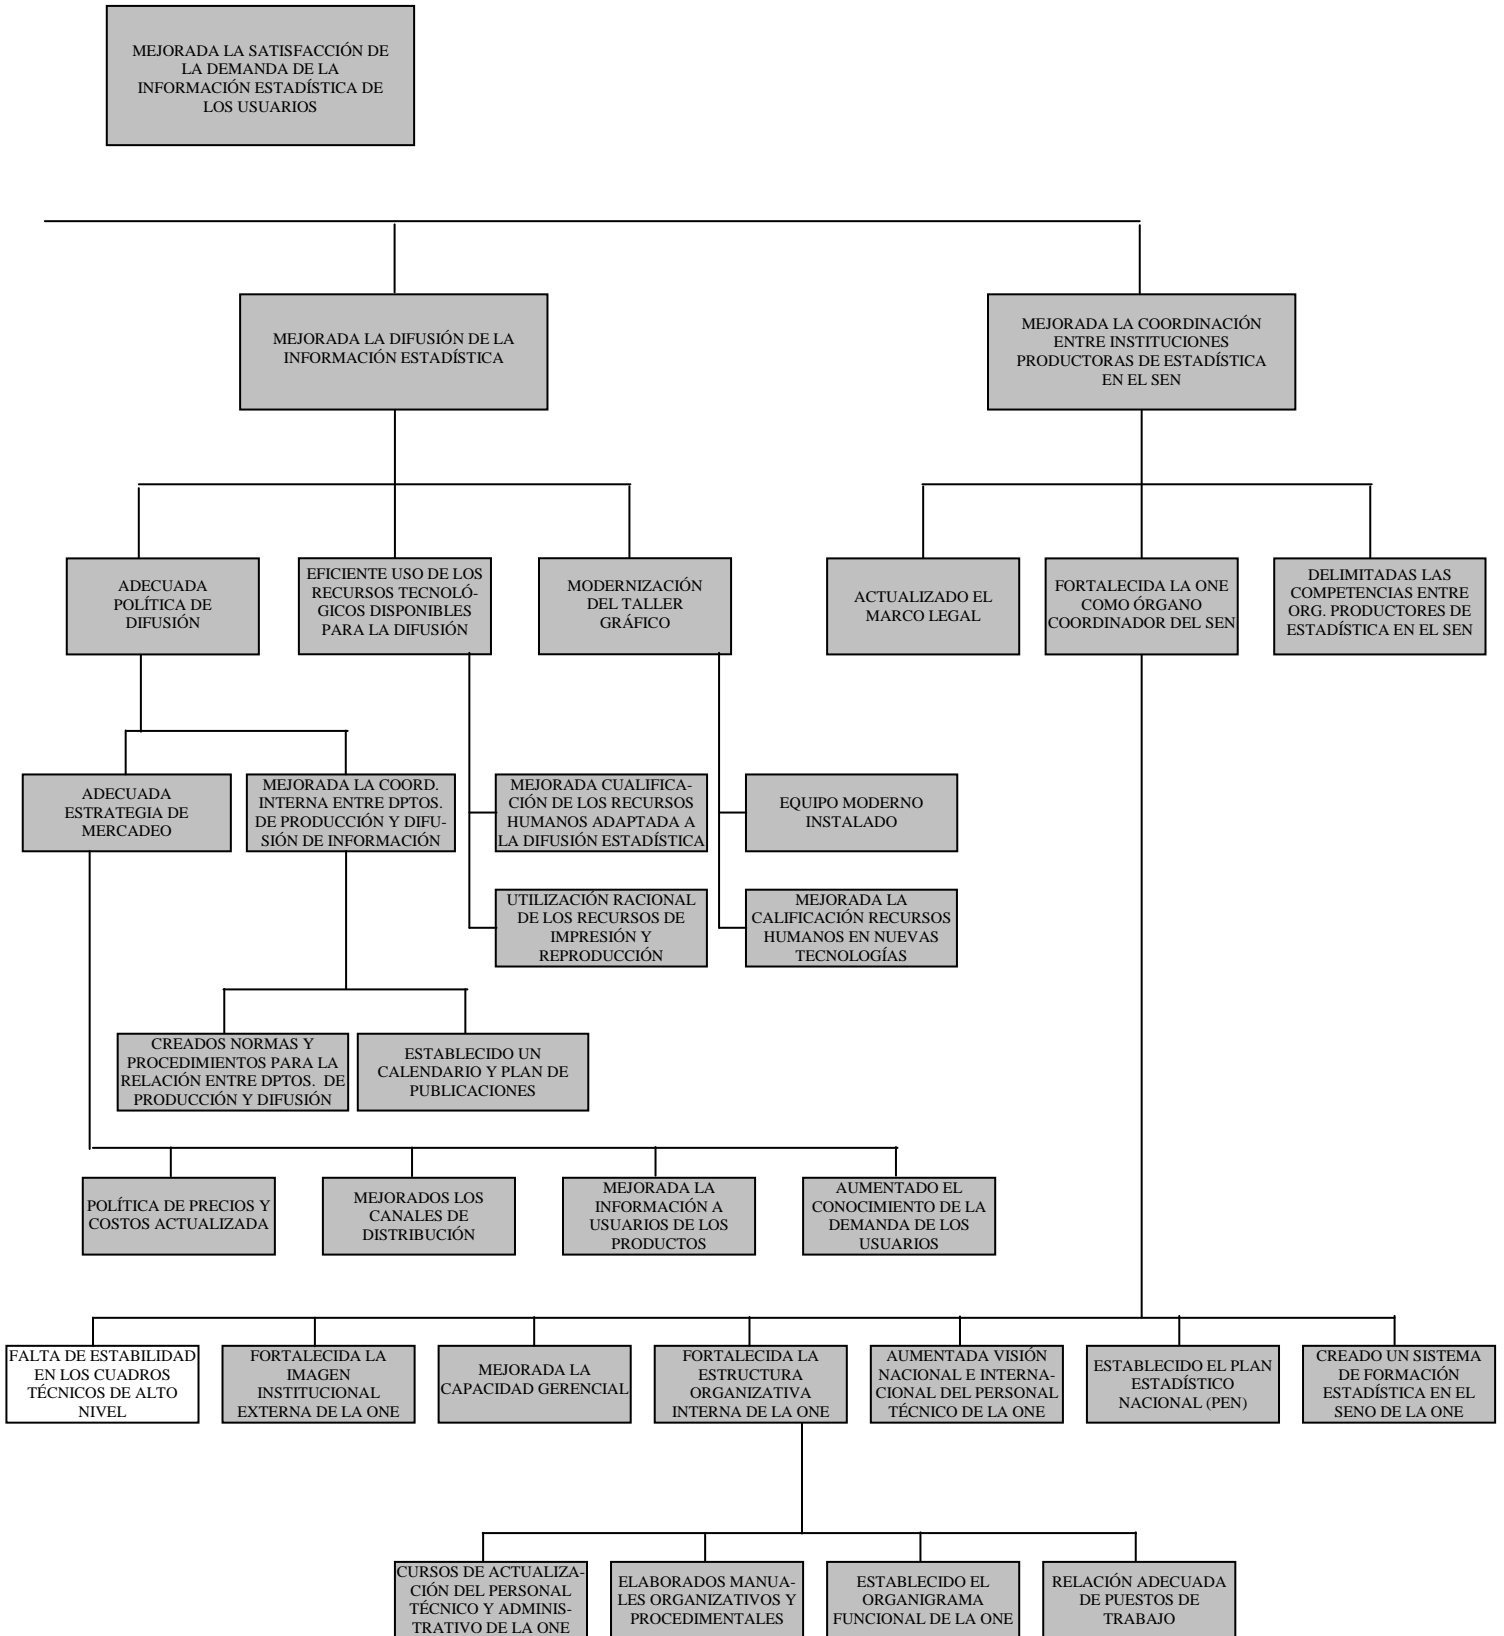 MEJORADA LA SATISFACCIÓN DE
LA DEMANDA DE LA
INFORMACIÓN ESTADÍSTICA DE
LOS USUARIOS
MEJORADA LA DIFUSIÓN DE LA
INFORMACIÓN ESTADÍSTICA
MEJORADA LA COORDINACIÓN
ENTRE INSTITUCIONES
PRODUCTORAS DE ESTADÍSTICA
EN EL SEN
ADECUADA
POLÍTICA DE
DIFUSIÓN
EFICIENTE USO DE LOS
RECURSOS TECNOLÓ-
GICOS DISPONIBLES
PARA LA DIFUSIÓN
MODERNIZACIÓN
DEL TALLER
GRÁFICO
ACTUALIZADO EL
MARCO LEGAL
FORTALECIDA LA ONE
COMO ÓRGANO
COORDINADOR DEL SEN
DELIMITADAS LAS
COMPETENCIAS ENTRE
ORG. PRODUCTORES DE
ESTADÍSTICA EN EL SEN
ADECUADA
ESTRATEGIA DE
MERCADEO
MEJORADA LA COORD.
INTERNA ENTRE DPTOS.
DE PRODUCCIÓN Y DIFU-
SIÓN DE INFORMACIÓN
MEJORADA CUALIFICA-
CIÓN DE LOS RECURSOS
HUMANOS ADAPTADA A
LA DIFUSIÓN ESTADÍSTICA
EQUIPO MODERNO
INSTALADO
UTILIZACIÓN RACIONAL
DE LOS RECURSOS DE
IMPRESIÓN Y
REPRODUCCIÓN
MEJORADA LA
CALIFICACIÓN RECURSOS
HUMANOS EN NUEVAS
TECNOLOGÍAS
CREADOS NORMAS Y
PROCEDIMIENTOS PARA LA
RELACIÓN ENTRE DPTOS. DE
PRODUCCIÓN Y DIFUSIÓN
ESTABLECIDO UN
CALENDARIO Y PLAN DE
PUBLICACIONES
POLÍTICA DE PRECIOS Y
COSTOS ACTUALIZADA
MEJORADOS LOS
CANALES DE
DISTRIBUCIÓN
MEJORADA LA
INFORMACIÓN A
USUARIOS DE LOS
PRODUCTOS
AUMENTADO EL
CONOCIMIENTO DE LA
DEMANDA DE LOS
USUARIOS
FALTA DE ESTABILIDAD
EN LOS CUADROS
TÉCNICOS DE ALTO
NIVEL
FORTALECIDA LA
IMAGEN
INSTITUCIONAL
EXTERNA DE LA ONE
MEJORADA LA
CAPACIDAD GERENCIAL
FORTALECIDA LA
ESTRUCTURA
ORGANIZATIVA
INTERNA DE LA ONE
AUMENTADA VISIÓN
NACIONAL E INTERNA-
CIONAL DEL PERSONAL
TÉCNICO DE LA ONE
ESTABLECIDO EL PLAN
ESTADÍSTICO
NACIONAL (PEN)
CREADO UN SISTEMA
DE FORMACIÓN
ESTADÍSTICA EN EL
SENO DE LA ONE
CURSOS DE ACTUALIZA-
CIÓN DEL PERSONAL
TÉCNICO Y ADMINIS-
TRATIVO DE LA ONE
ELABORADOS MANUA-
LES ORGANIZATIVOS Y
PROCEDIMENTALES
ESTABLECIDO EL
ORGANIGRAMA
FUNCIONAL DE LA ONE
RELACIÓN ADECUADA
DE PUESTOS DE
TRABAJO